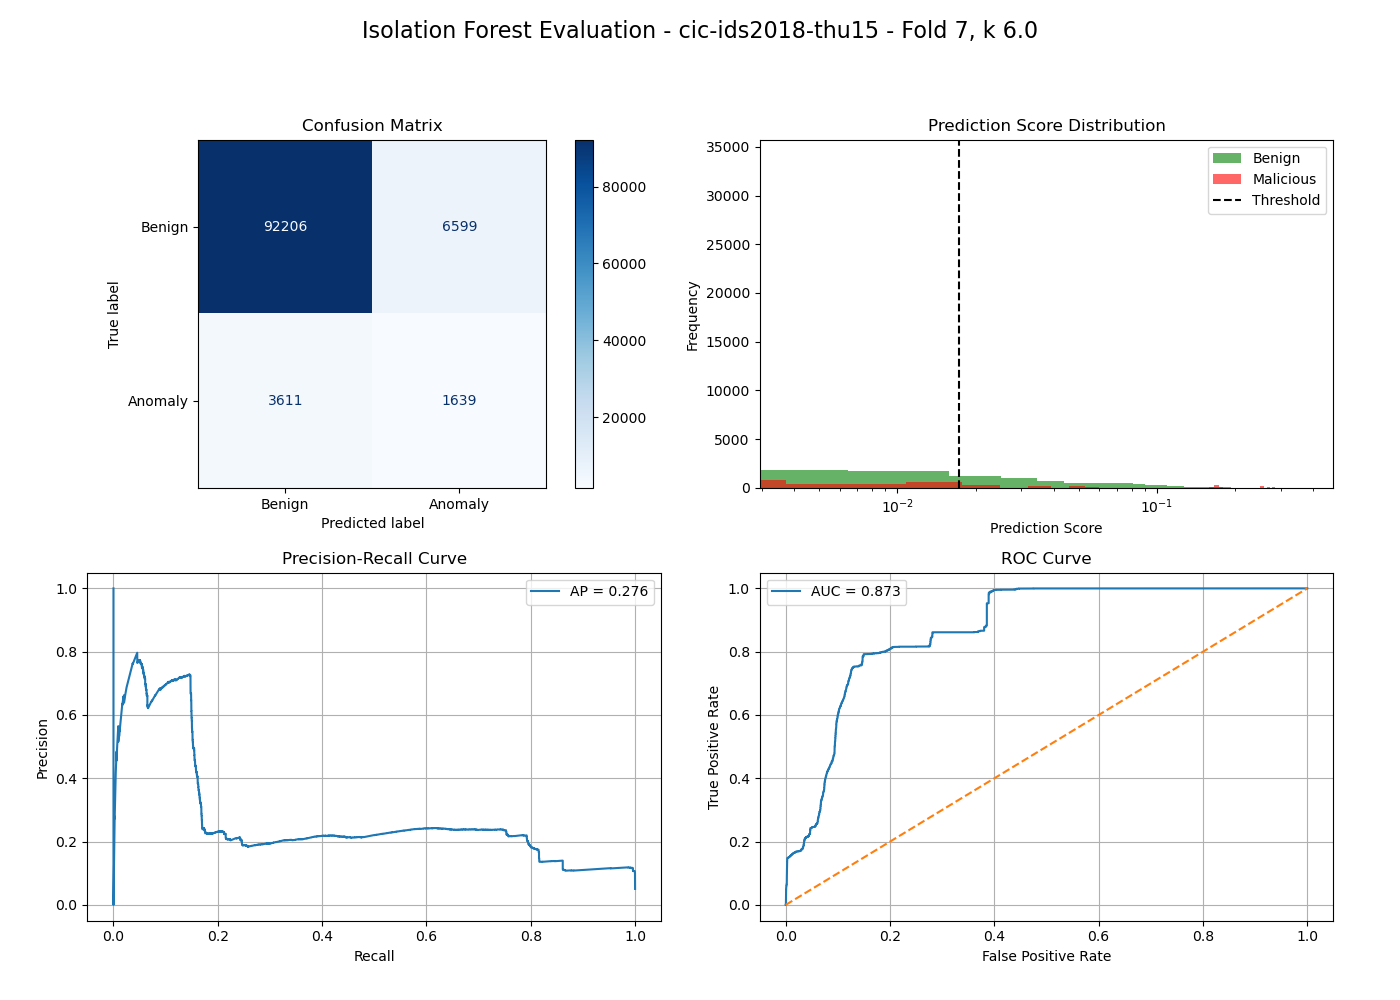 Isolation Forest Evaluation - cic-ids2018-thu15 - Fold 7, k 6.0
Confusion Matrix
True label
Benign
Anomaly
92206
6599
3611
1639
Benign
Anomaly
Predicted label
80000
60000
40000
20000
Prediction Score Distribution
Frequency
35000
30000
25000
20000
15000
10000
5000
0
Benign
Malicious
Threshold
10⁻²
10⁻¹
Prediction Score
Precision-Recall Curve
Precision
1.0
0.8
0.6
0.4
0.2
0.0
AP = 0.276
0.0
0.2
0.4
0.6
0.8
1.0
Recall
ROC Curve
True Positive Rate
1.0
0.8
0.6
0.4
0.2
0.0
AUC = 0.873
0.0
0.2
0.4
0.6
0.8
1.0
False Positive Rate